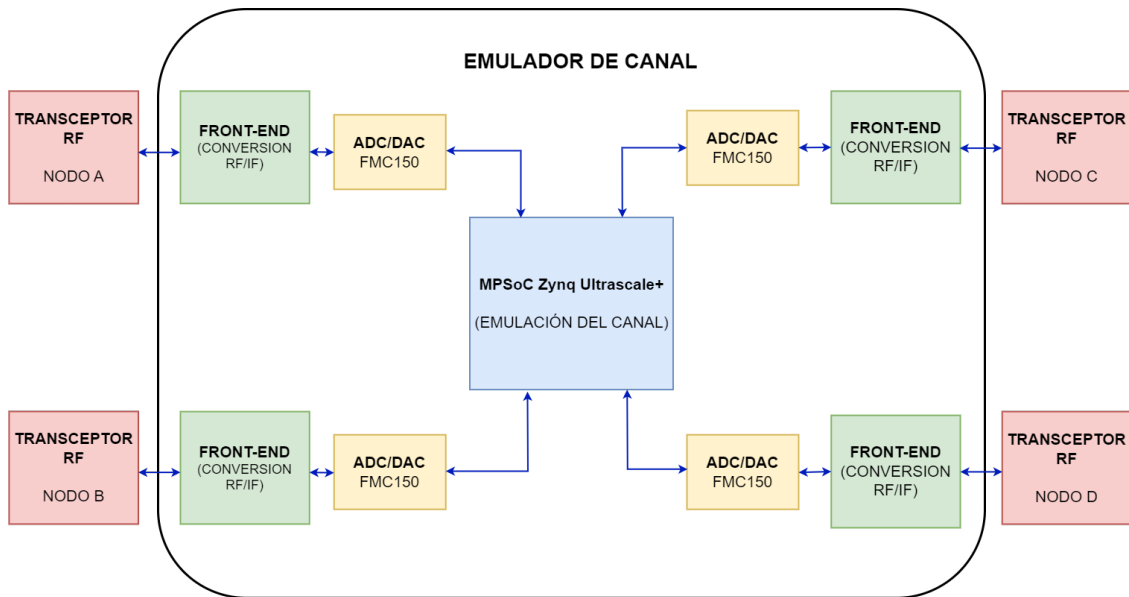 EMULADOR DE CANAL
TRANSCEPTOR
RF
NODO A
FRONT-END
(CONVERSION
RF/IF)
ADC/DAC
FMC150
ADC/DAC
FMC150
FRONT-END
(CONVERSION
RF/IF)
TRANSCEPTOR
RF
NODO C
MPSoC Zynq Ultrascale+
(EMULACIÓN DEL CANAL)
TRANSCEPTOR
RF
NODO B
FRONT-END
(CONVERSION
RF/IF)
ADC/DAC
FMC150
ADC/DAC
FMC150
FRONT-END
(CONVERSION
RF/IF)
TRANSCEPTOR
RF
NODO D